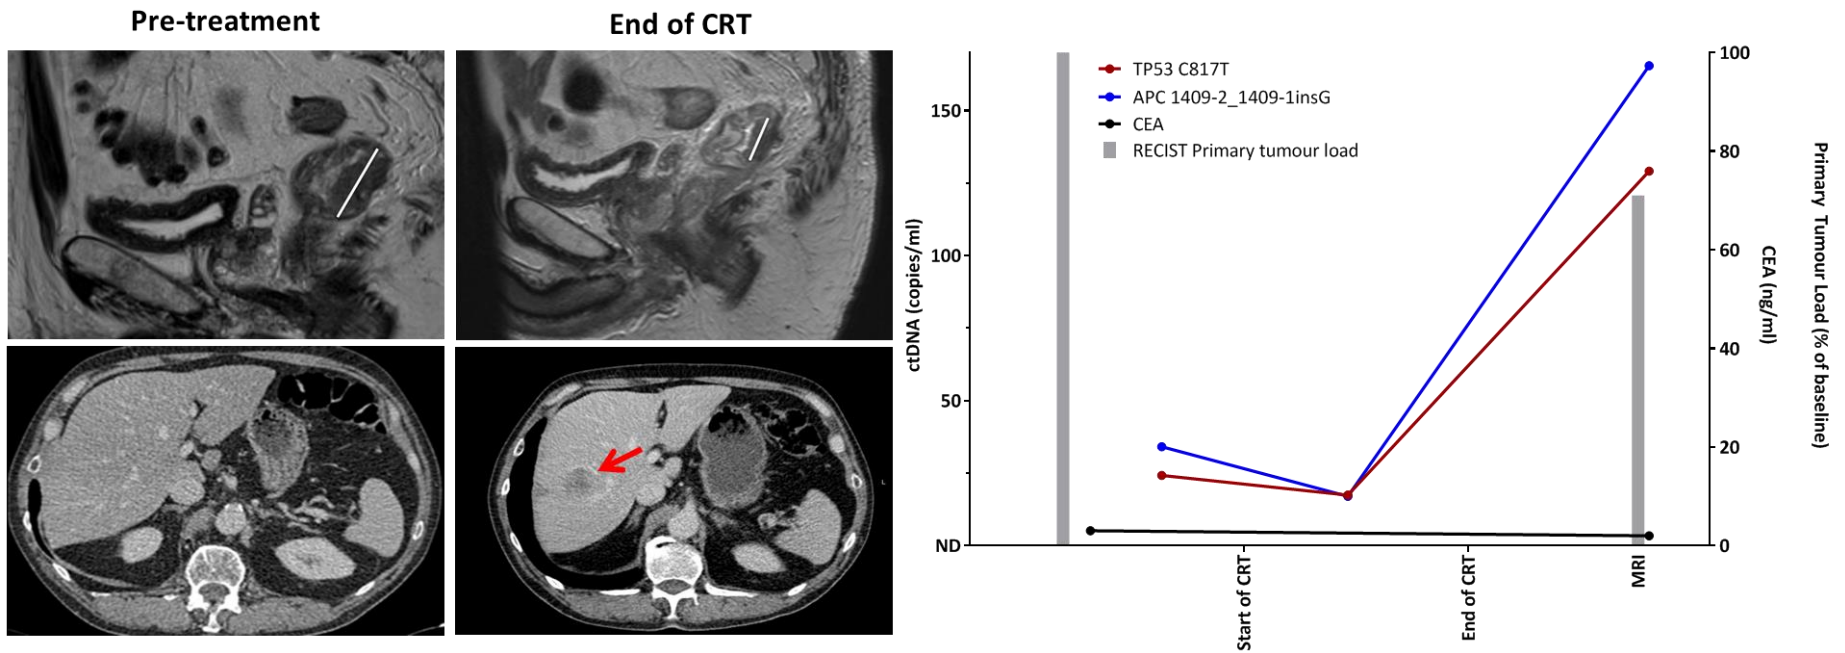 Pre-treatment
End of CRT
L
TP53 C817T
APC 1409-2_1409-1insG
CEA
RECIST Primary tumour load
ctDNA (copies/ml)
150
100
50
ND
100
80
60
40
20
0
CEA (ng/ml)
Primary Tumour Load (% of baseline)
Start of CRT
End of CRT
MRI